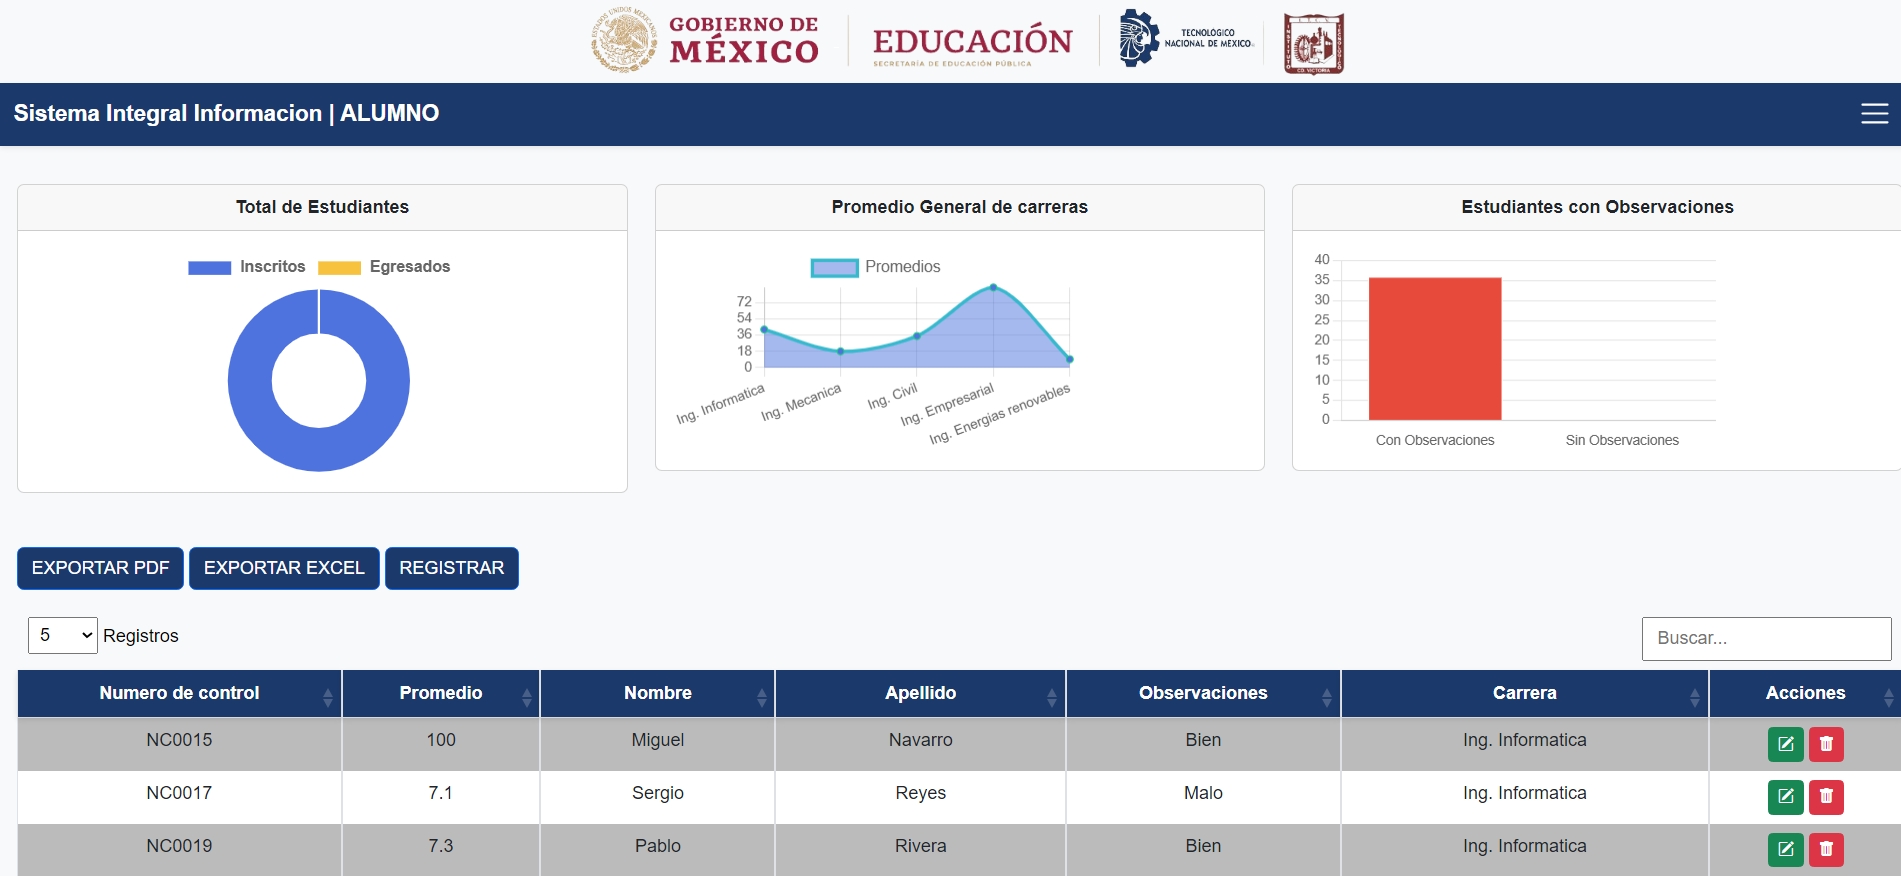 GOBIERNO DE
MÉXICO
EDUCACIÓN
SECRETARÍA DE EDUCACIÓN PÚBLICA
TECNOLÓGICO
NACIONAL DE MÉXICO
CD. VICTORIA
Sistema Integral Informacion | ALUMNO
Total de Estudiantes
Inscritos Egresados
Promedio General de carreras
Promedios
72
54
36
18
0
Ing. Informatica
Ing. Mecanica
Ing. Civil
Ing. Empresarial
Ing. Energias renovables
Estudiantes con Observaciones
40
35
30
25
20
15
10
5
0
Con Observaciones Sin Observaciones
EXPORTAR PDF EXPORTAR EXCEL REGISTRAR
5 Registros Buscar...
Numero de control Promedio Nombre Apellido Observaciones Carrera Acciones
NC0015 100 Miguel Navarro Bien Ing. Informatica
NC0017 7.1 Sergio Reyes Malo Ing. Informatica
NC0019 7.3 Pablo Rivera Bien Ing. Informatica